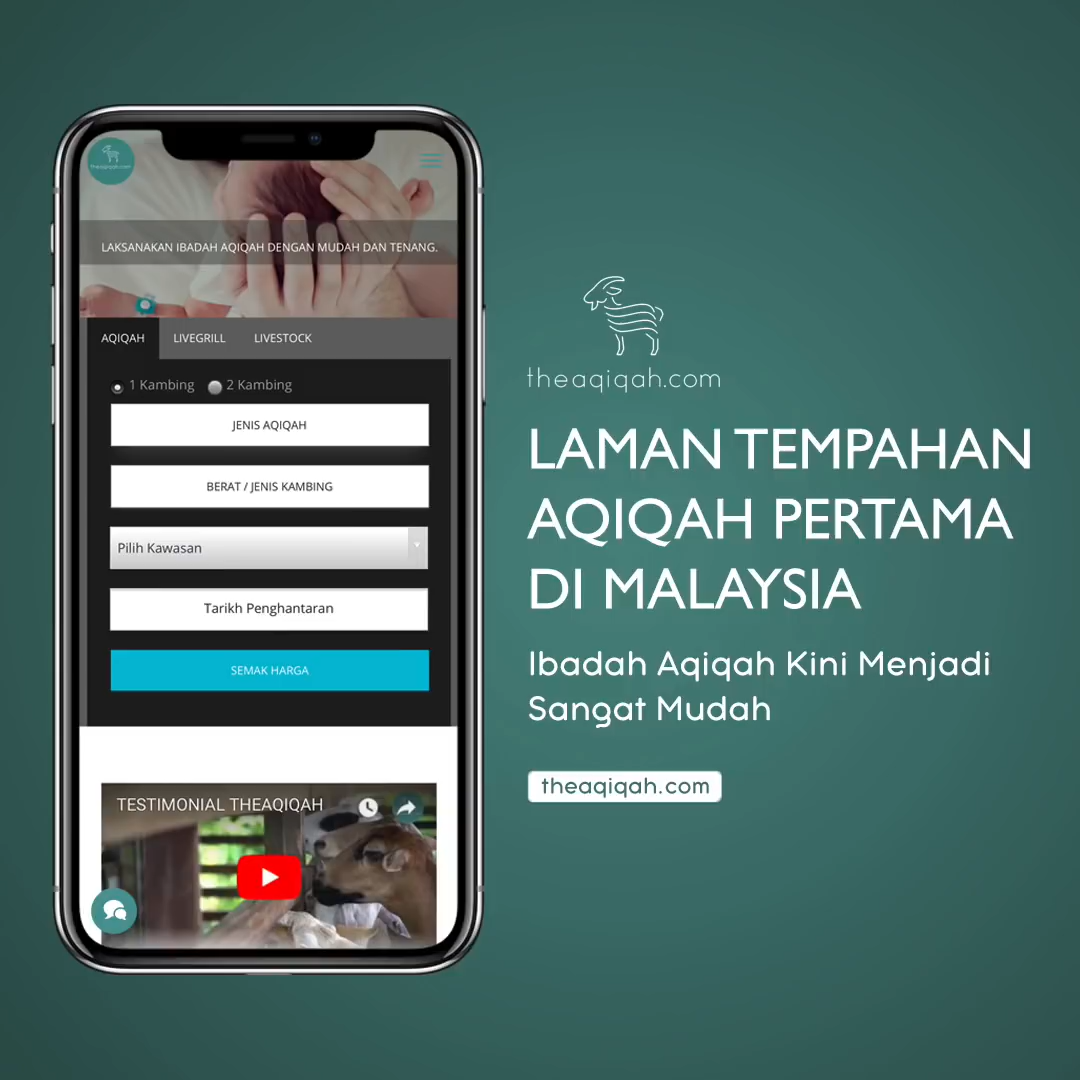 theaqiqah.com
LAKSANAKAN IBADAH AQIQAH DENGAN MUDAH DAN TENANG.
AQIQAH LIVEGRILL LIVESTOCK
1 Kambing 2 Kambing
JENIS AQIQAH
BERAT / JENIS KAMBING
Pilih Kawasan
Tarikh Penghantaran
SEMAK HARGA
TESTIMONIAL THEAQIQAH
theaqiqah.com
LAMAN TEMPAHAN
AQIQAH PERTAMA
DI MALAYSIA
Ibadah Aqiqah Kini Menjadi
Sangat Mudah
theaqiqah.com